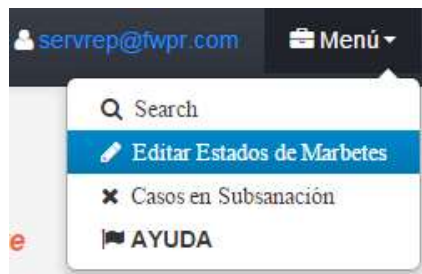 servrep@fwpr.com Menú
Search
Editar Estados de Marbetes
Casos en Subsanación
e
AYUDA